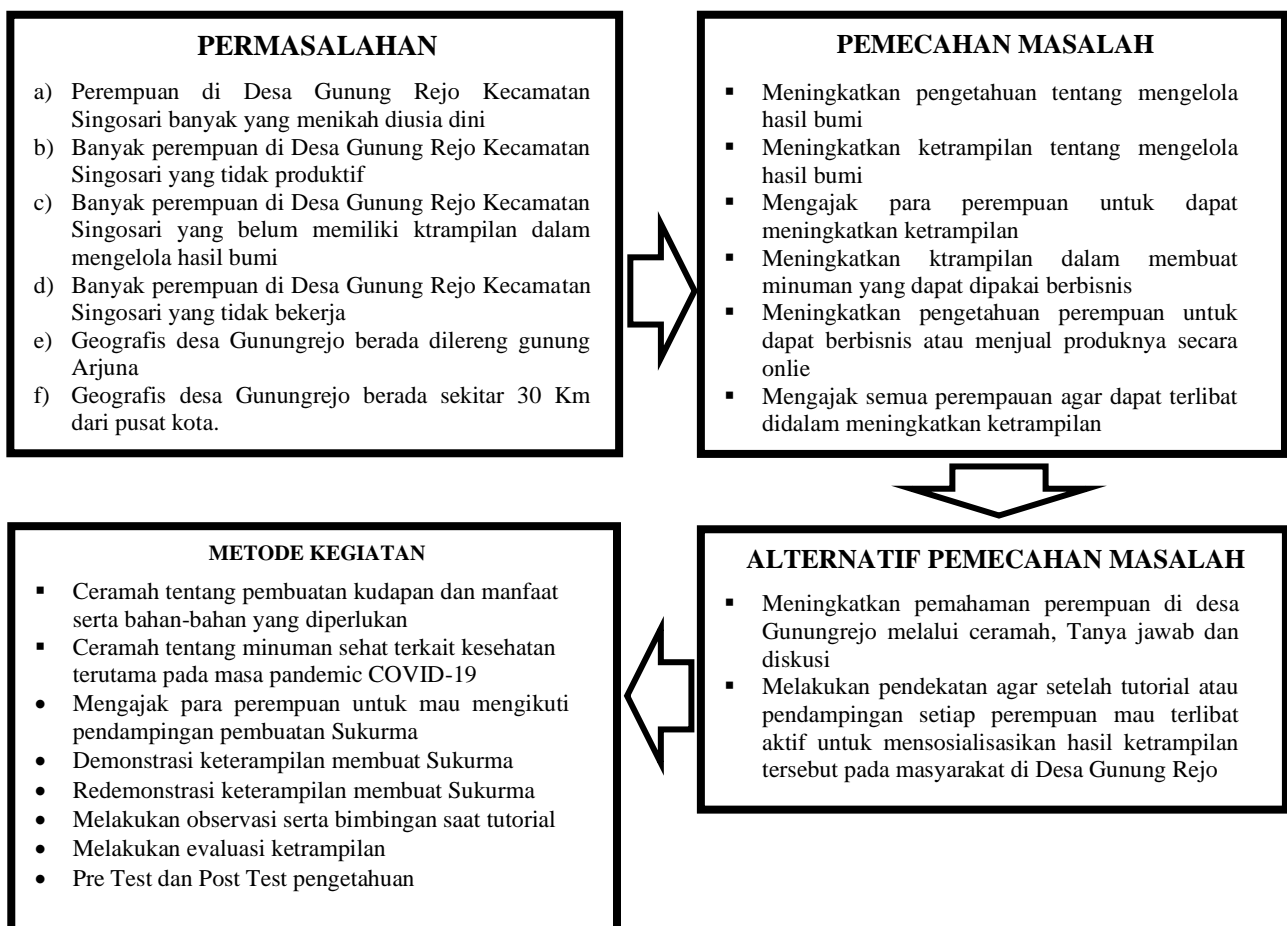 PERMASALAHAN
a) Perempuan di Desa Gunung Rejo Kecamatan
Singosari banyak yang menikah diusia dini
b) Banyak perempuan di Desa Gunung Rejo Kecamatan
Singosari yang tidak produktif
c) Banyak perempuan di Desa Gunung Rejo Kecamatan
Singosari yang belum memiliki ktrampilan dalam
mengelola hasil bumi
d) Banyak perempuan di Desa Gunung Rejo Kecamatan
Singosari yang tidak bekerja
e) Geografis desa Gunungrejo berada dilereng gunung
Arjuna
f) Geografis desa Gunungrejo berada sekitar 30 Km
dari pusat kota.
PEMECAHAN MASALAH
▪ Meningkatkan pengetahuan tentang mengelola
hasil bumi
▪ Meningkatkan ketrampilan tentang mengelola
hasil bumi
▪ Mengajak para perempuan untuk dapat
meningkatkan ketrampilan
▪ Meningkatkan ktrampilan dalam membuat
minuman yang dapat dipakai berbisnis
▪ Meningkatkan pengetahuan perempuan untuk
dapat berbisnis atau menjual produknya secara
onlie
▪ Mengajak semua perempauan agar dapat terlibat
didalam meningkatkan ketrampilan
ALTERNATIF PEMECAHAN MASALAH
▪ Meningkatkan pemahaman perempuan di desa
Gunungrejo melalui ceramah, Tanya jawab dan
diskusi
▪ Melakukan pendekatan agar setelah tutorial atau
pendampingan setiap perempuan mau terlibat
aktif untuk mensosialisasikan hasil ketrampilan
tersebut pada masyarakat di Desa Gunung Rejo
METODE KEGIATAN
▪ Ceramah tentang pembuatan kudapan dan manfaat
serta bahan-bahan yang diperlukan
▪ Ceramah tentang minuman sehat terkait kesehatan
terutama pada masa pandemic COVID-19
• Mengajak para perempuan untuk mau mengikuti
pendampingan pembuatan Sukurma
• Demonstrasi keterampilan membuat Sukurma
• Redemonstrasi keterampilan membuat Sukurma
• Melakukan observasi serta bimbingan saat tutorial
• Melakukan evaluasi ketrampilan
• Pre Test dan Post Test pengetahuan